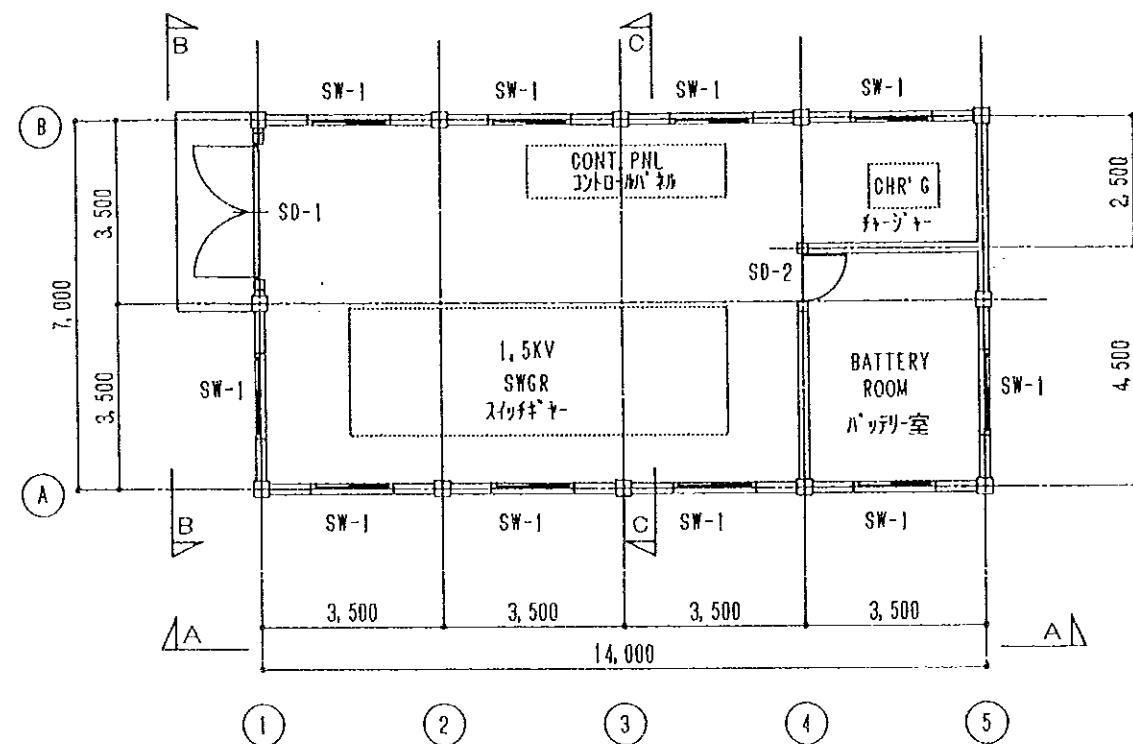 B
C
SW-1
SW-1
SW-1
SW-1
B
CONT. PNL
コントロールパネル
CHR'G
チャージャー
3,500
2,500
SD-1
SD-2
7,000
1,5KV
SWGR
スイッチギヤー
BATTERY
ROOM
バッテリー室
3,500
SW-1
SW-1
4,500
A
B
SW-1
SW-1
C
SW-1
SW-1
3,500
3,500
3,500
3,500
A
A
14,000
1
2
3
4
5